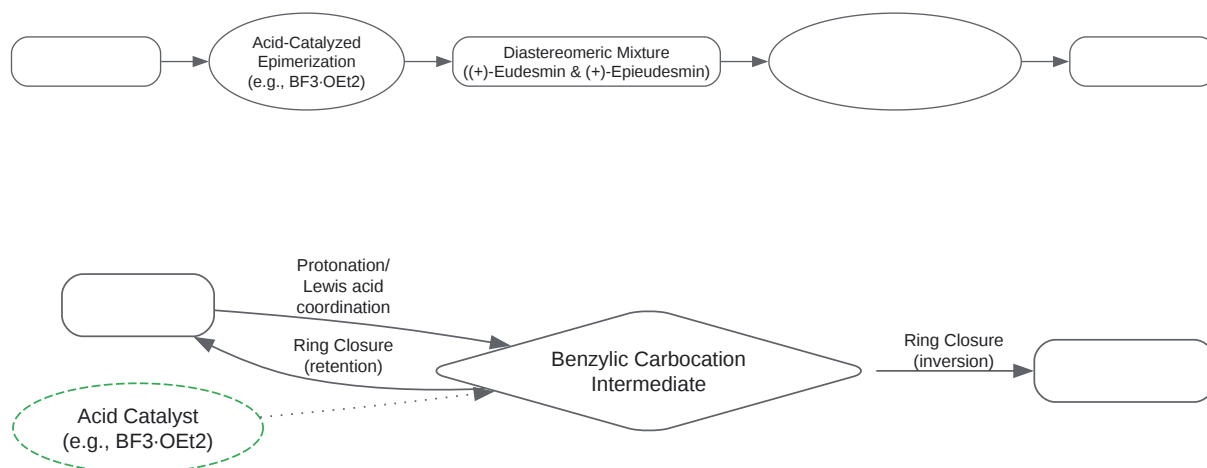 Acid-Catalyzed
Epimerization
(e.g., BF3·OEt2)
Diastereomeric Mixture
((+)-Eudesmin & (+)-Epieudesmin)
Protonation/
Lewis acid
coordination
Ring Closure
(retention)
Benzylic Carbocation
Intermediate
Ring Closure
(inversion)
Acid Catalyst
(e.g., BF3·OEt2)